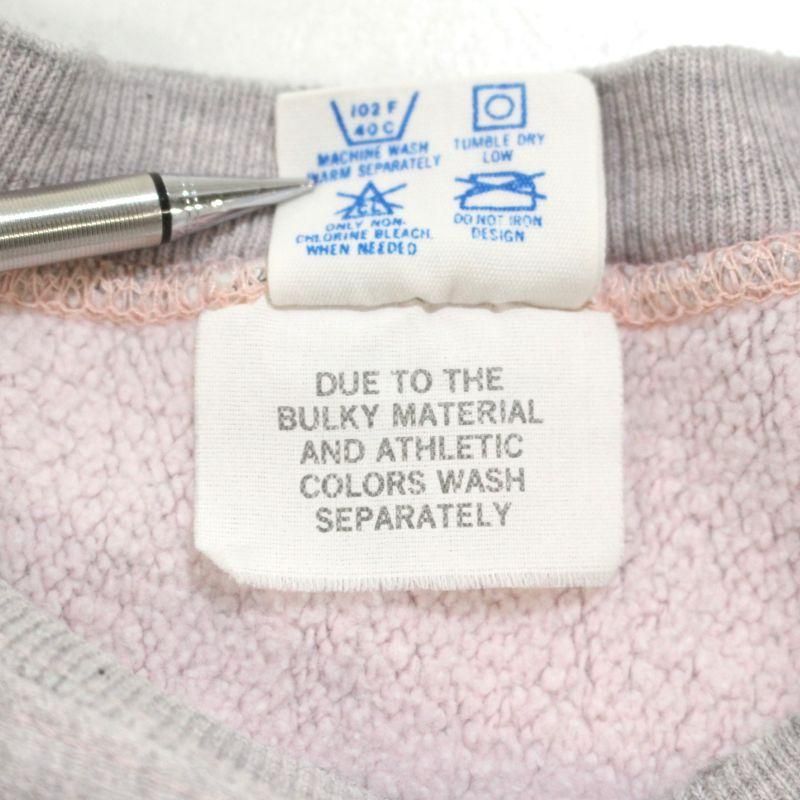 102 F
40 C
MACHINE WASH
WARM SEPARATELY
TUMBLE DRY
LOW
CL
ONLY NON-
CHLORINE BLEACH.
WHEN NEEDED
DO NOT IRON
DESIGN
DUE TO THE
BULKY MATERIAL
AND ATHLETIC
COLORS WASH
SEPARATELY